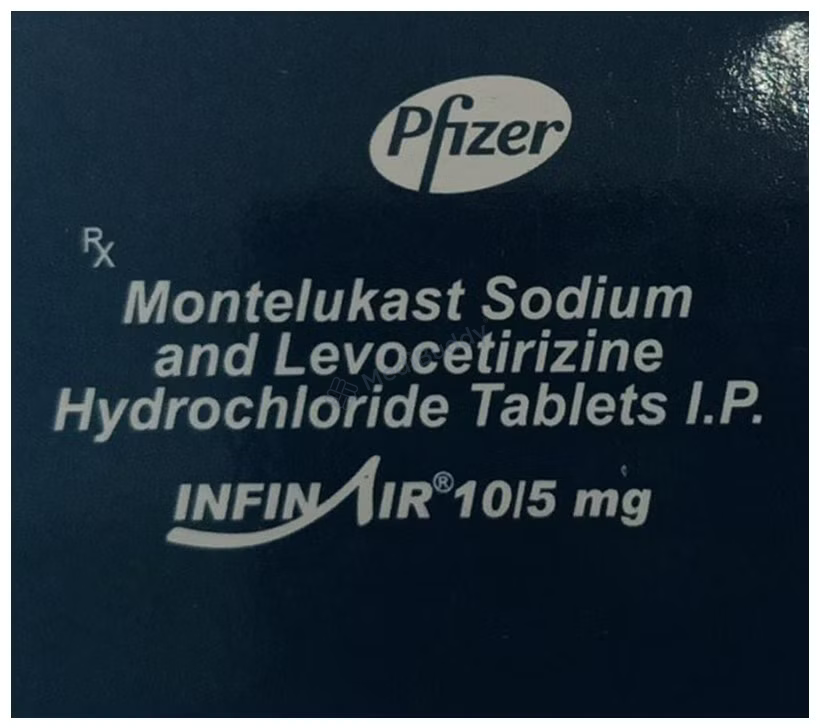 Pfizer
Rx
Montelukast Sodium
and Levocetirizine
Hydrochloride Tablets I.P.
INFINAIR® 10/5 mg